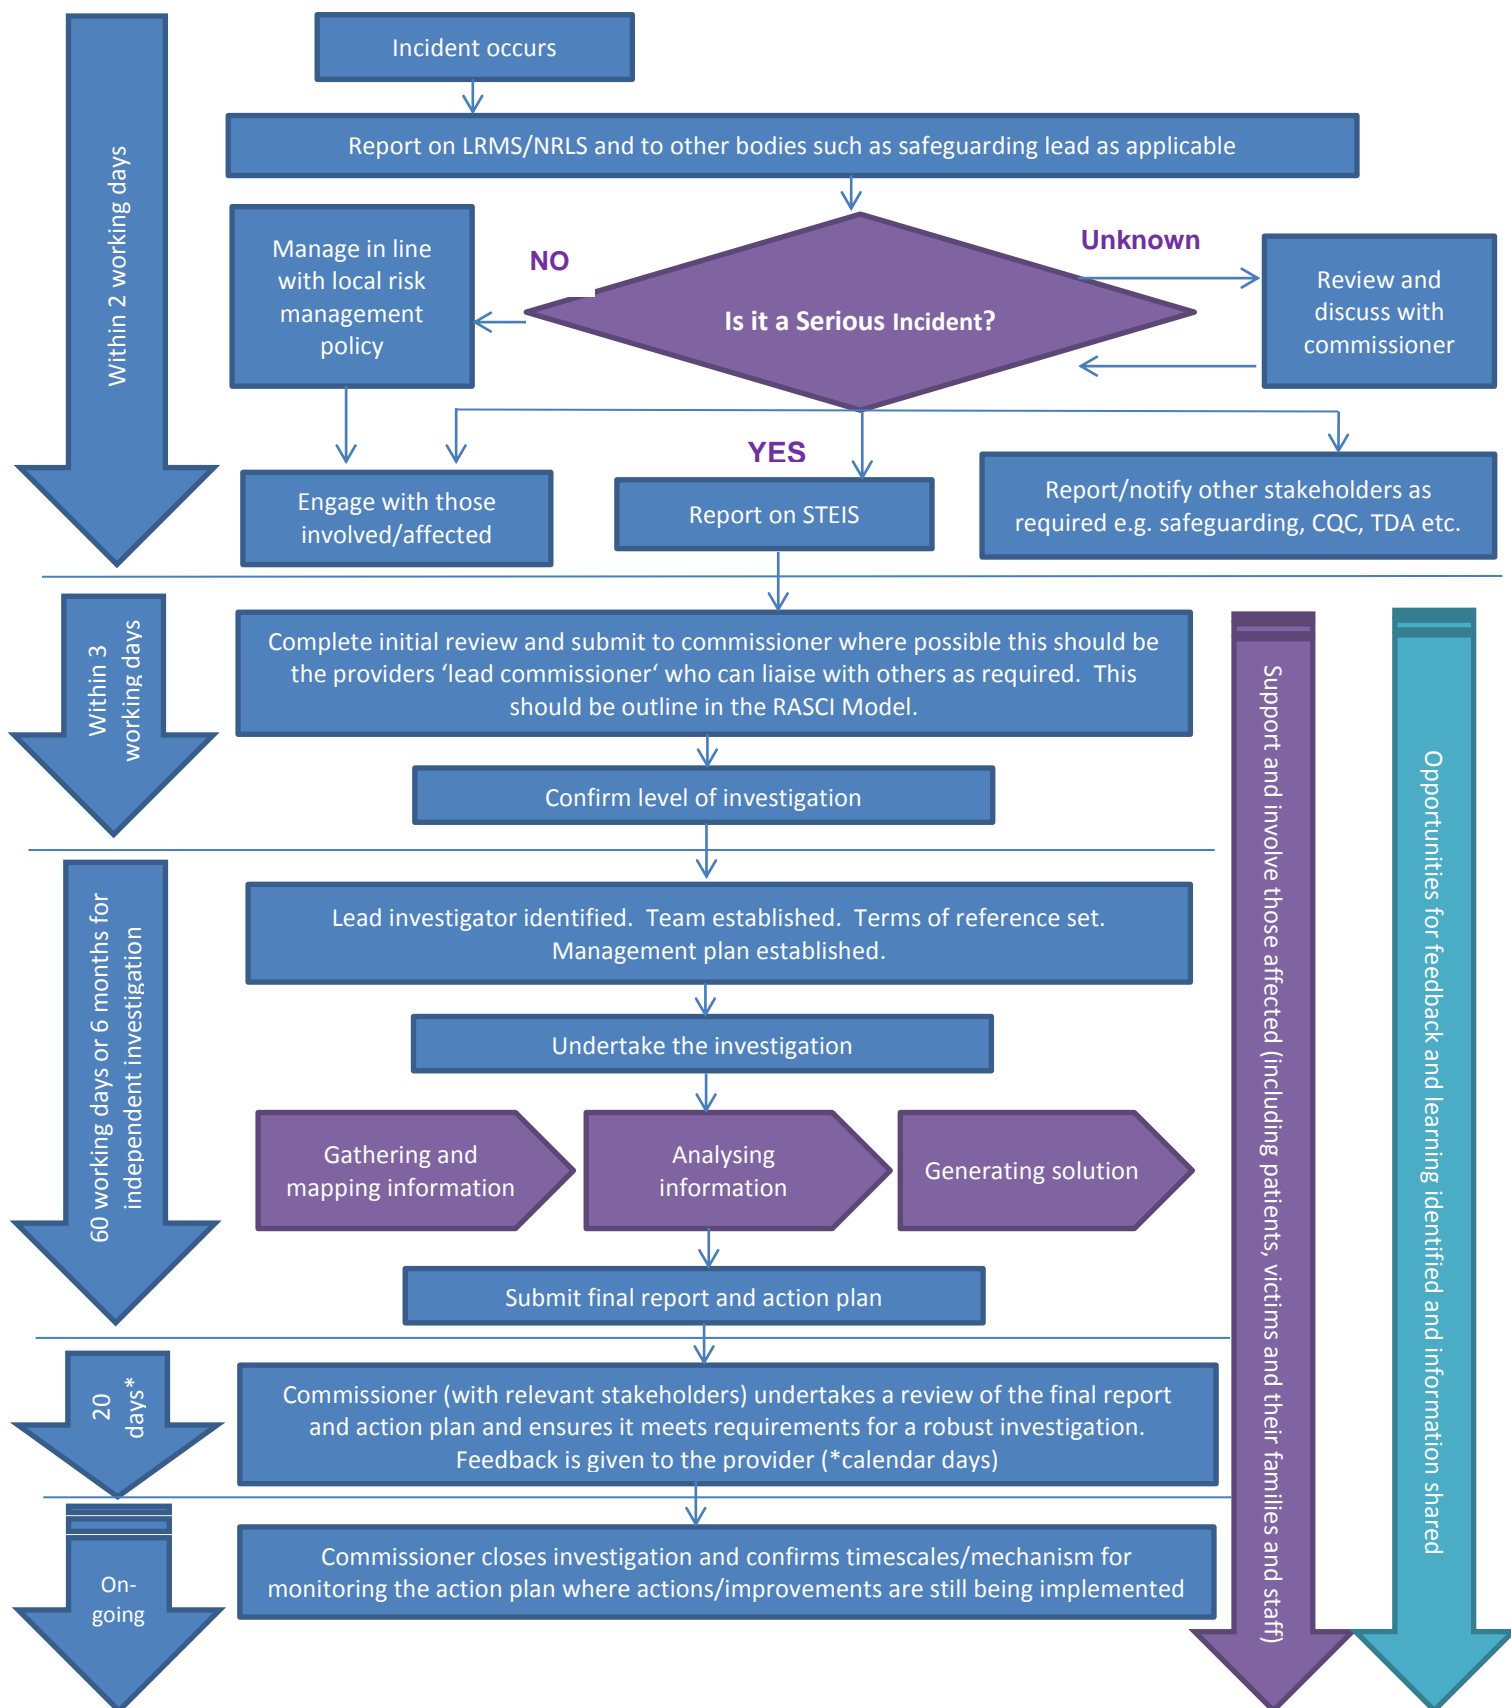 Incident occurs
Within 2 working days
Report on LRMS/NRLS and to other bodies such as safeguarding lead as applicable
Manage in line
with local risk
management
policy
NO
Is it a Serious Incident?
Unknown
Review and
discuss with
commissioner
YES
Engage with those
involved/affected
Report on STEIS
Report/notify other stakeholders as
required e.g. safeguarding, CQC, TDA etc.
Within 3
working days
Complete initial review and submit to commissioner where possible this should be
the providers ‘lead commissioner‘ who can liaise with others as required.  This
should be outline in the RASCI Model.
Confirm level of investigation
60 working days or 6 months for
independent investigation
Lead investigator identified.  Team established.  Terms of reference set.
Management plan established.
Undertake the investigation
Gathering and
mapping information
Analysing
information
Generating solution
Submit final report and action plan
20
days*
Commissioner (with relevant stakeholders) undertakes a review of the final report
and action plan and ensures it meets requirements for a robust investigation.
Feedback is given to the provider (*calendar days)
On-
going
Commissioner closes investigation and confirms timescales/mechanism for
monitoring the action plan where actions/improvements are still being implemented
Support and involve those affected (including patients, victims and their families and staff)
Opportunities for feedback and learning identified and information shared